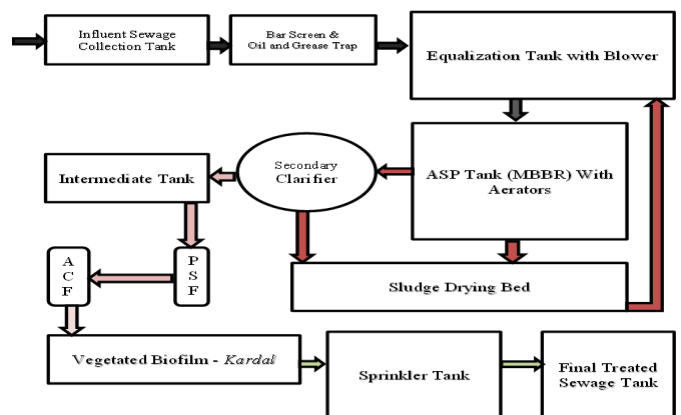 Influent Sewage
Collection Tank
Bar Screen &
Oil and Grease Trap
Equalization Tank with Blower
ASP Tank (MBBR) With
Aerators
Secondary
Clarifier
Intermediate Tank
Sludge Drying Bed
P
S
F
A
C
F
Vegetated Biofilm - Kardal
Sprinkler Tank
Final Treated
Sewage Tank